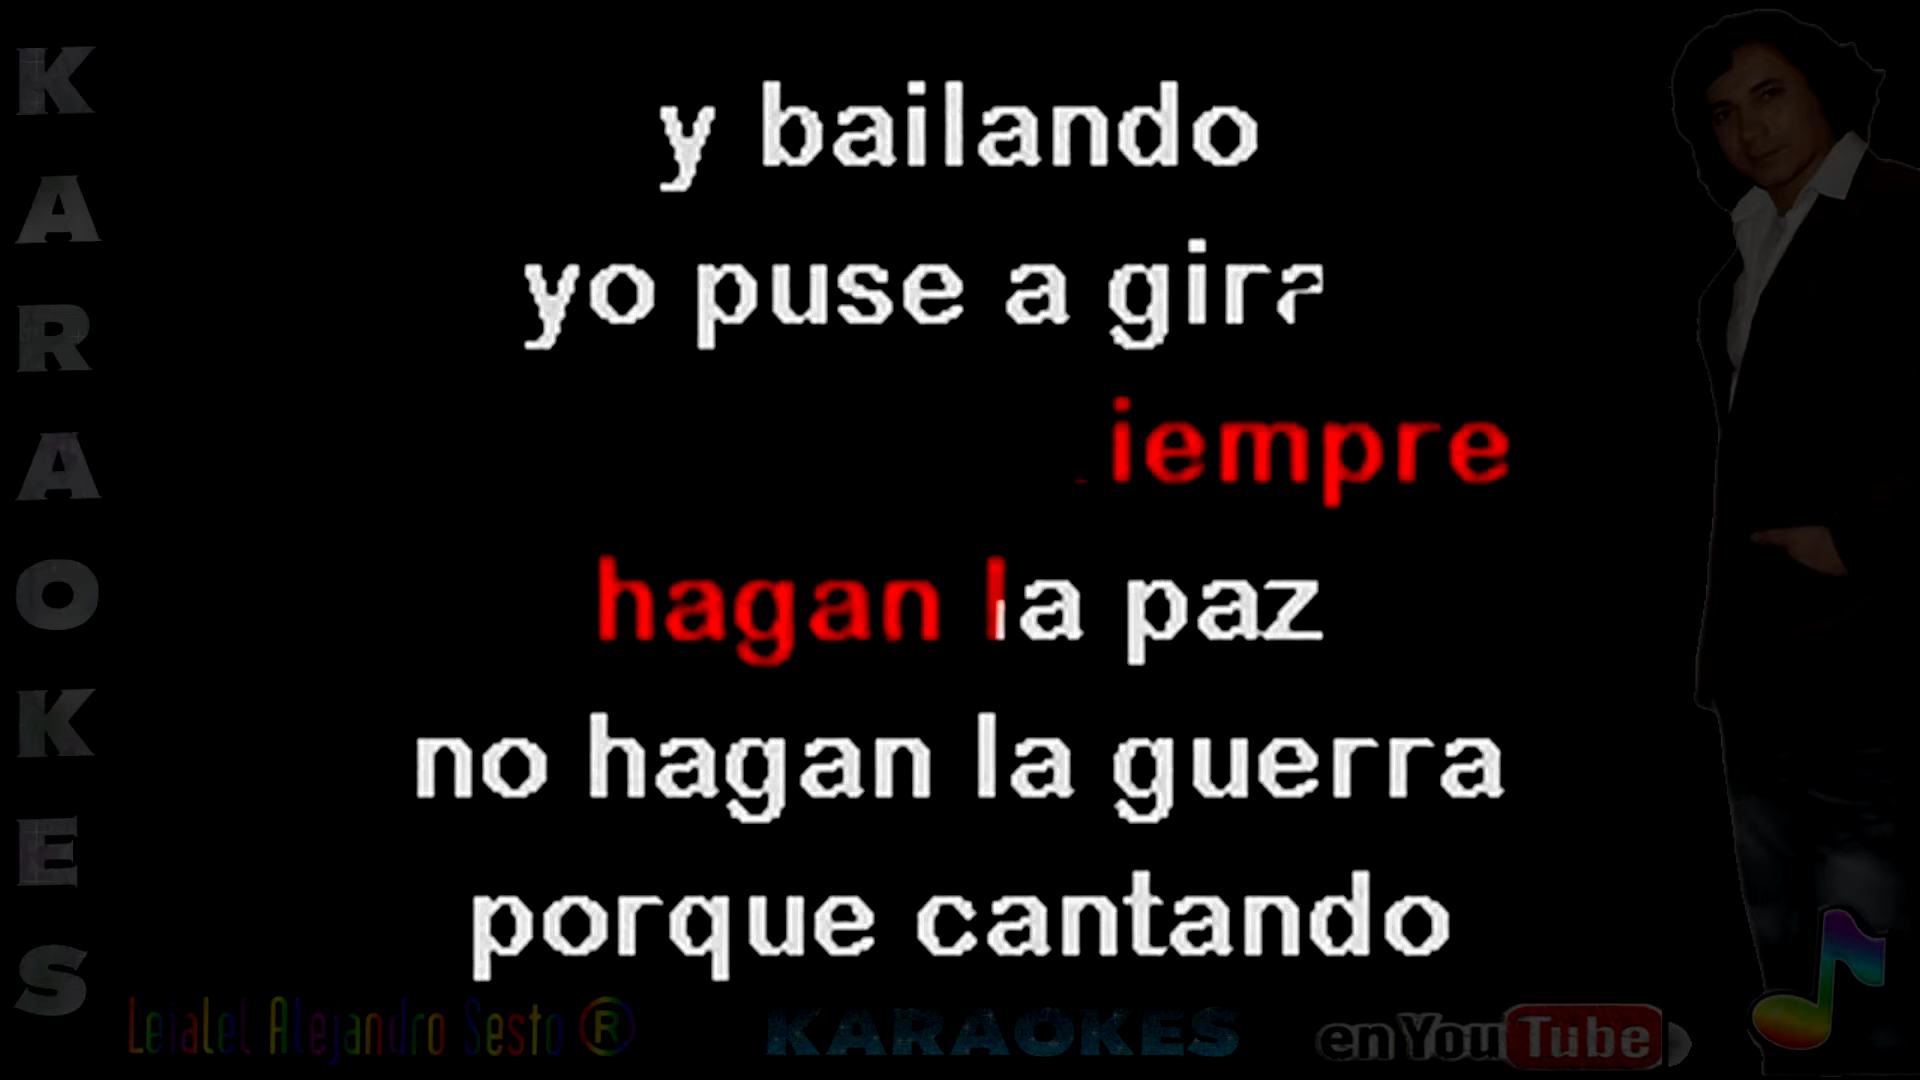 y bailando
yo puse a gira
iempre
hagan la paz
no hagan la guerra
porque cantando
KARAOKES
Leialel Alejandro Sesto ®
KARAOKES
en YouTube